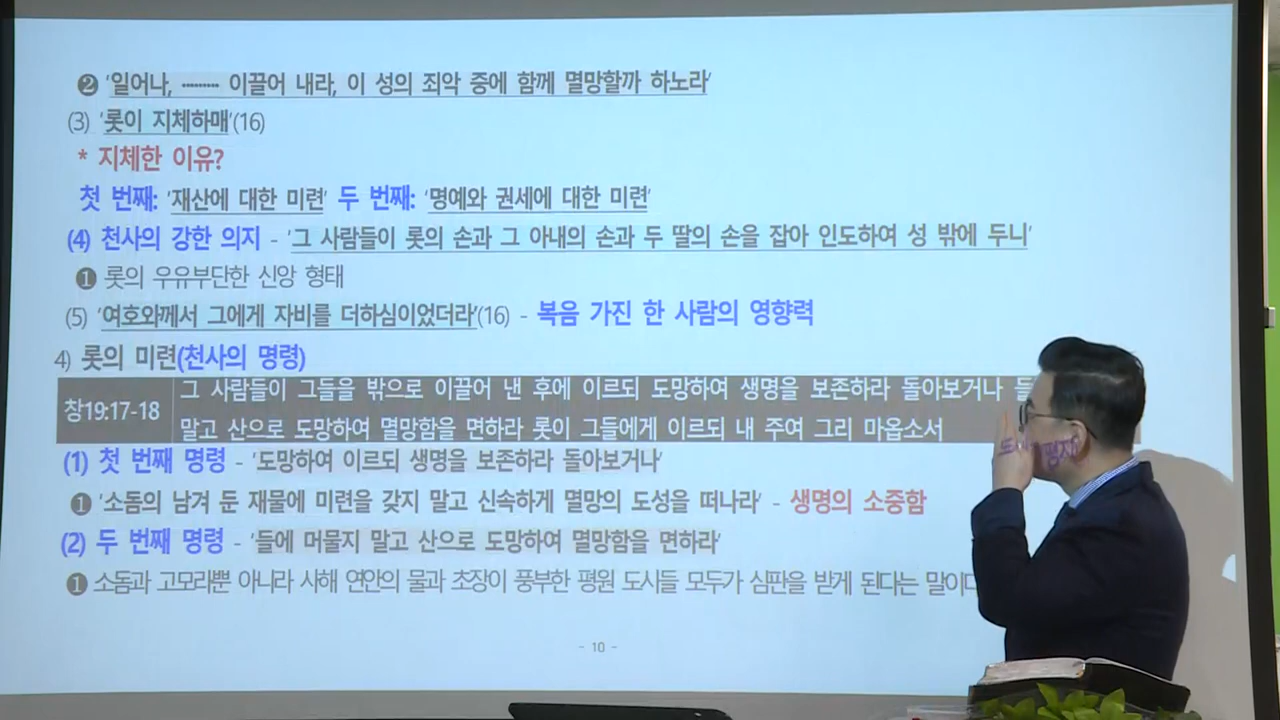 ❷ '일어나, ········· 이끌어 내라, 이 성의 죄악 중에 함께 멸망할까 하노라'
(3) '롯이 지체하매'(16)
* 지체한 이유?
첫 번째: '재산에 대한 미련' 두 번째: '명예와 권세에 대한 미련'
(4) 천사의 강한 의지 - '그 사람들이 롯의 손과 그 아내의 손과 두 딸의 손을 잡아 인도하여 성 밖에 두니'
❶ 롯의 우유부단한 신앙 형태
(5) '여호와께서 그에게 자비를 더하심이었더라'(16) - 복음 가진 한 사람의 영향력
4) 롯의 미련(천사의 명령)
창19:17-18
그 사람들이 그들을 밖으로 이끌어 낸 후에 이르되 도망하여 생명을 보존하라 돌아보거나
말고 산으로 도망하여 멸망함을 면하라 롯이 그들에게 이르되 내 주여 그리 마옵소서
(1) 첫 번째 명령 - '도망하여 이르되 생명을 보존하라 돌아보거나'
❶ '소돔의 남겨 둔 재물에 미련을 갖지 말고 신속하게 멸망의 도성을 떠나라' - 생명의 소중함
(2) 두 번째 명령 - '들에 머물지 말고 산으로 도망하여 멸망함을 면하라'
❶ 소돔과 고모라뿐 아니라 사해 연안의 물과 초장이 풍부한 평원 도시들 모두가 심판을 받게 된다는 말이다
- 10 -